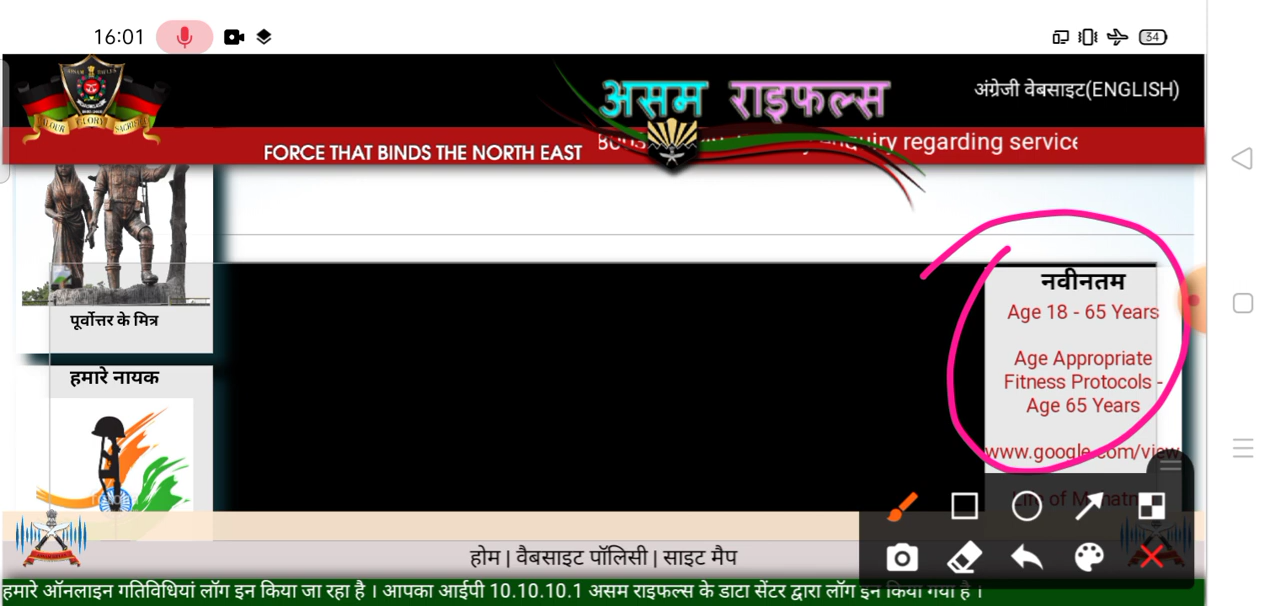 16:01
34
असम राइफल्स
अंग्रेजी वेबसाइट(ENGLISH)
FORCE THAT BINDS THE NORTH EAST
regarding service
पूर्वोत्तर के मित्र
हमारे नायक
नवीनतम
Age 18 - 65 Years
Age Appropriate
Fitness Protocols -
Age 65 Years
www.google.com/view
होम | वैबसाइट पॉलिसी | साइट मैप
हमारे ऑनलाइन गतिविधियां लॉग इन किया जा रहा है । आपका आईपी 10.10.10.1 असम राइफल्स के डाटा सेंटर द्वारा लॉग इन किया गया है ।